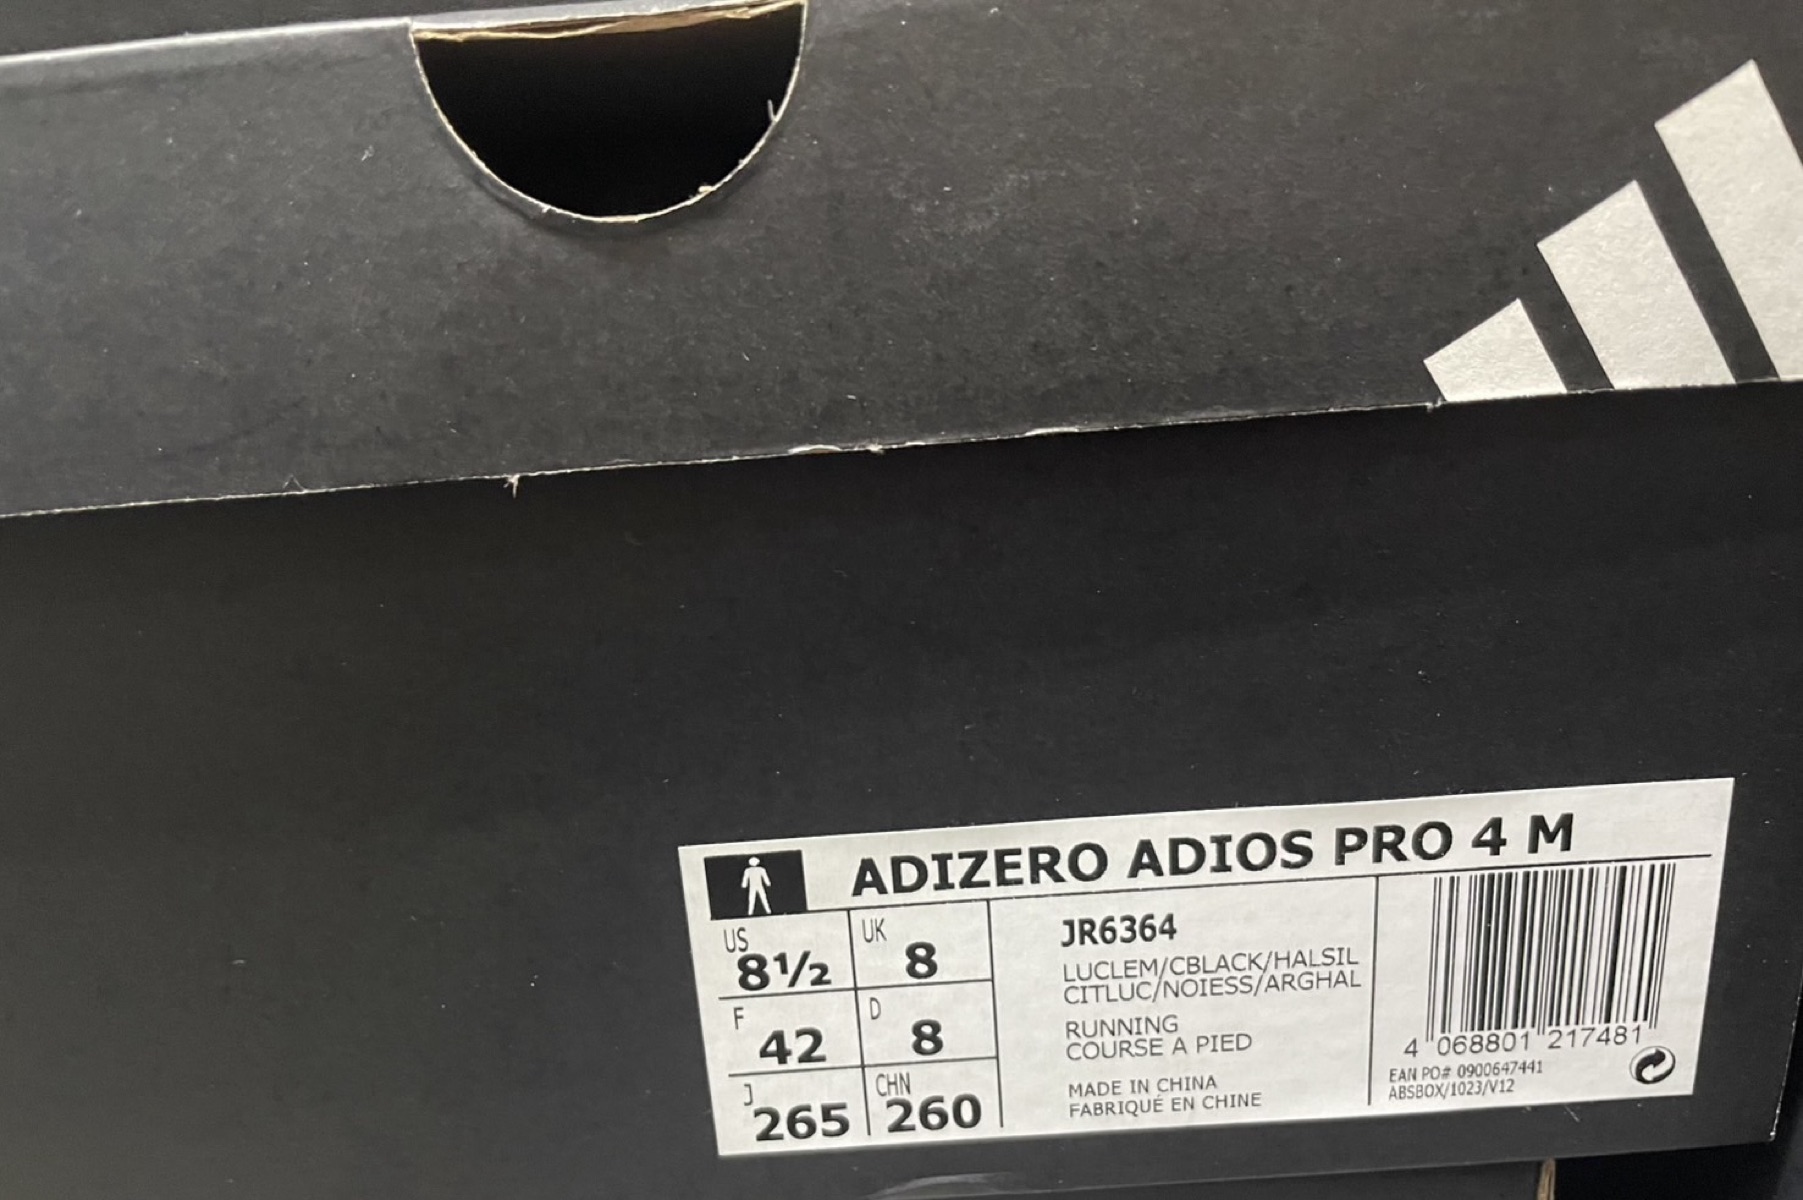 ADIZERO ADIOS PRO 4 M
US 8½ UK 8
F 42 D 8
J 265 CHN 260
JR6364
LUCLEM/CBLACK/HALSIL
CITLUC/NOIESS/ARGHAL
RUNNING
COURSE A PIED
MADE IN CHINA
FABRIQUÉ EN CHINE
4 068801 217481
EAN PO# 0900647441
ABSBOX/1023/V12